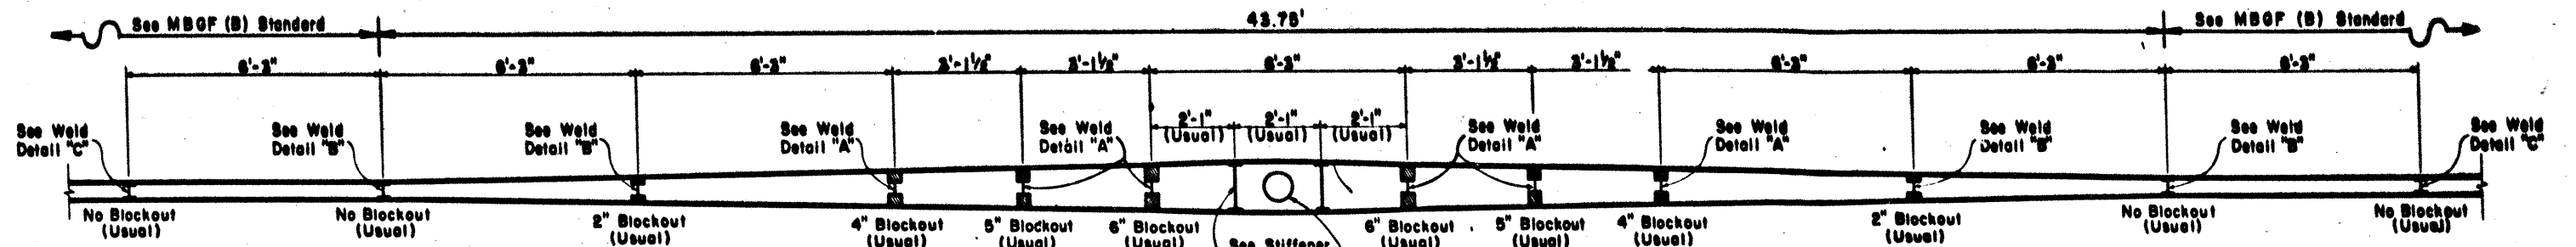 See MBGF (B) Standard
43.75'
See MBGF (B) Standard
6'-3" 6'-3" 6'-3" 3'-1½" 3'-1½" 6'-3" 3'-1½" 3'-1½" 6'-3" 6'-3" 6'-3"
2'-1" 2'-1" 2'-1"
(Usual) (Usual) (Usual)
See Weld
Detail "C"
See Weld
Detail "B"
See Weld
Detail "B"
See Weld
Detail "A"
See Weld
Detail "A"
See Weld
Detail "A"
See Weld
Detail "A"
See Weld
Detail "B"
See Weld
Detail "B"
See Weld
Detail "C"
No Blockout
(Usual)
No Blockout
(Usual)
2" Blockout
(Usual)
4" Blockout
(Usual)
5" Blockout
(Usual)
6" Blockout
(Usual)
See Stiffener
6" Blockout
(Usual)
5" Blockout
(Usual)
4" Blockout
(Usual)
2" Blockout
(Usual)
No Blockout
(Usual)
No Blockout
(Usual)